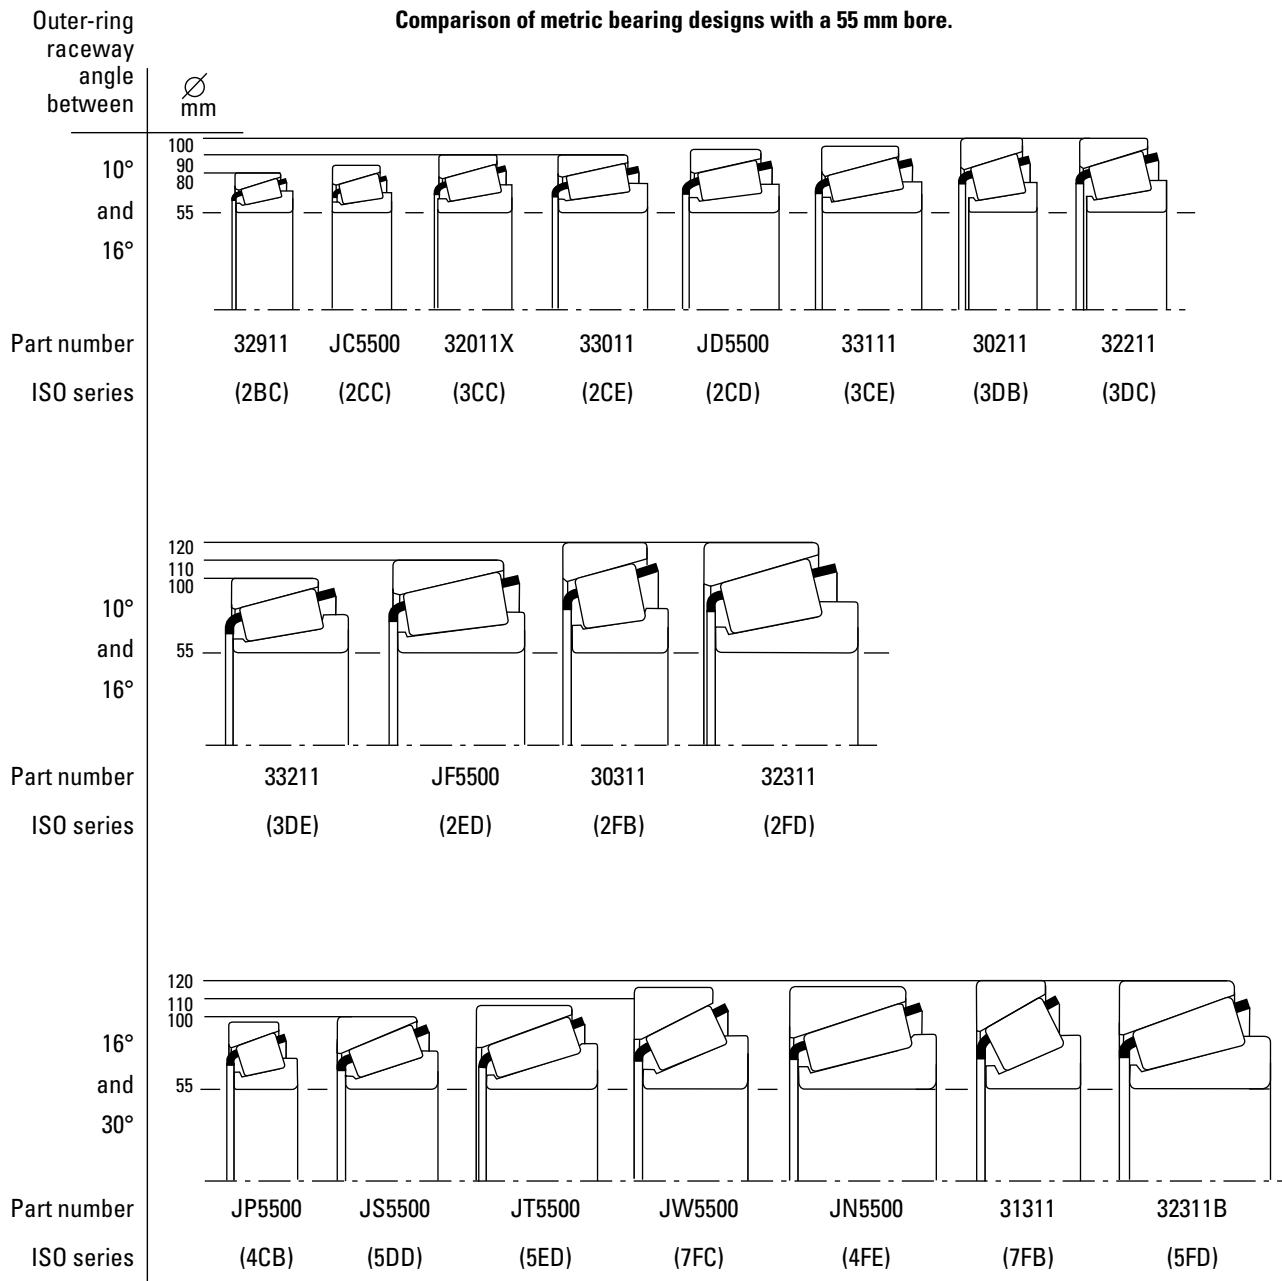 Comparison of metric bearing designs with a 55 mm bore.
Outer-ring
raceway
angle
between
Ø
mm
100
90
80
55
10°
and
16°
Part number 32911 JC5500 32011X 33011 JD5500 33111 30211 32211
ISO series (2BC) (2CC) (3CC) (2CE) (2CD) (3CE) (3DB) (3DC)
120
110
100
55
10°
and
16°
Part number 33211 JF5500 30311 32311
ISO series (3DE) (2ED) (2FB) (2FD)
120
110
100
55
16°
and
30°
Part number JP5500 JS5500 JT5500 JW5500 JN5500 31311 32311B
ISO series (4CB) (5DD) (5ED) (7FC) (4FE) (7FB) (5FD)